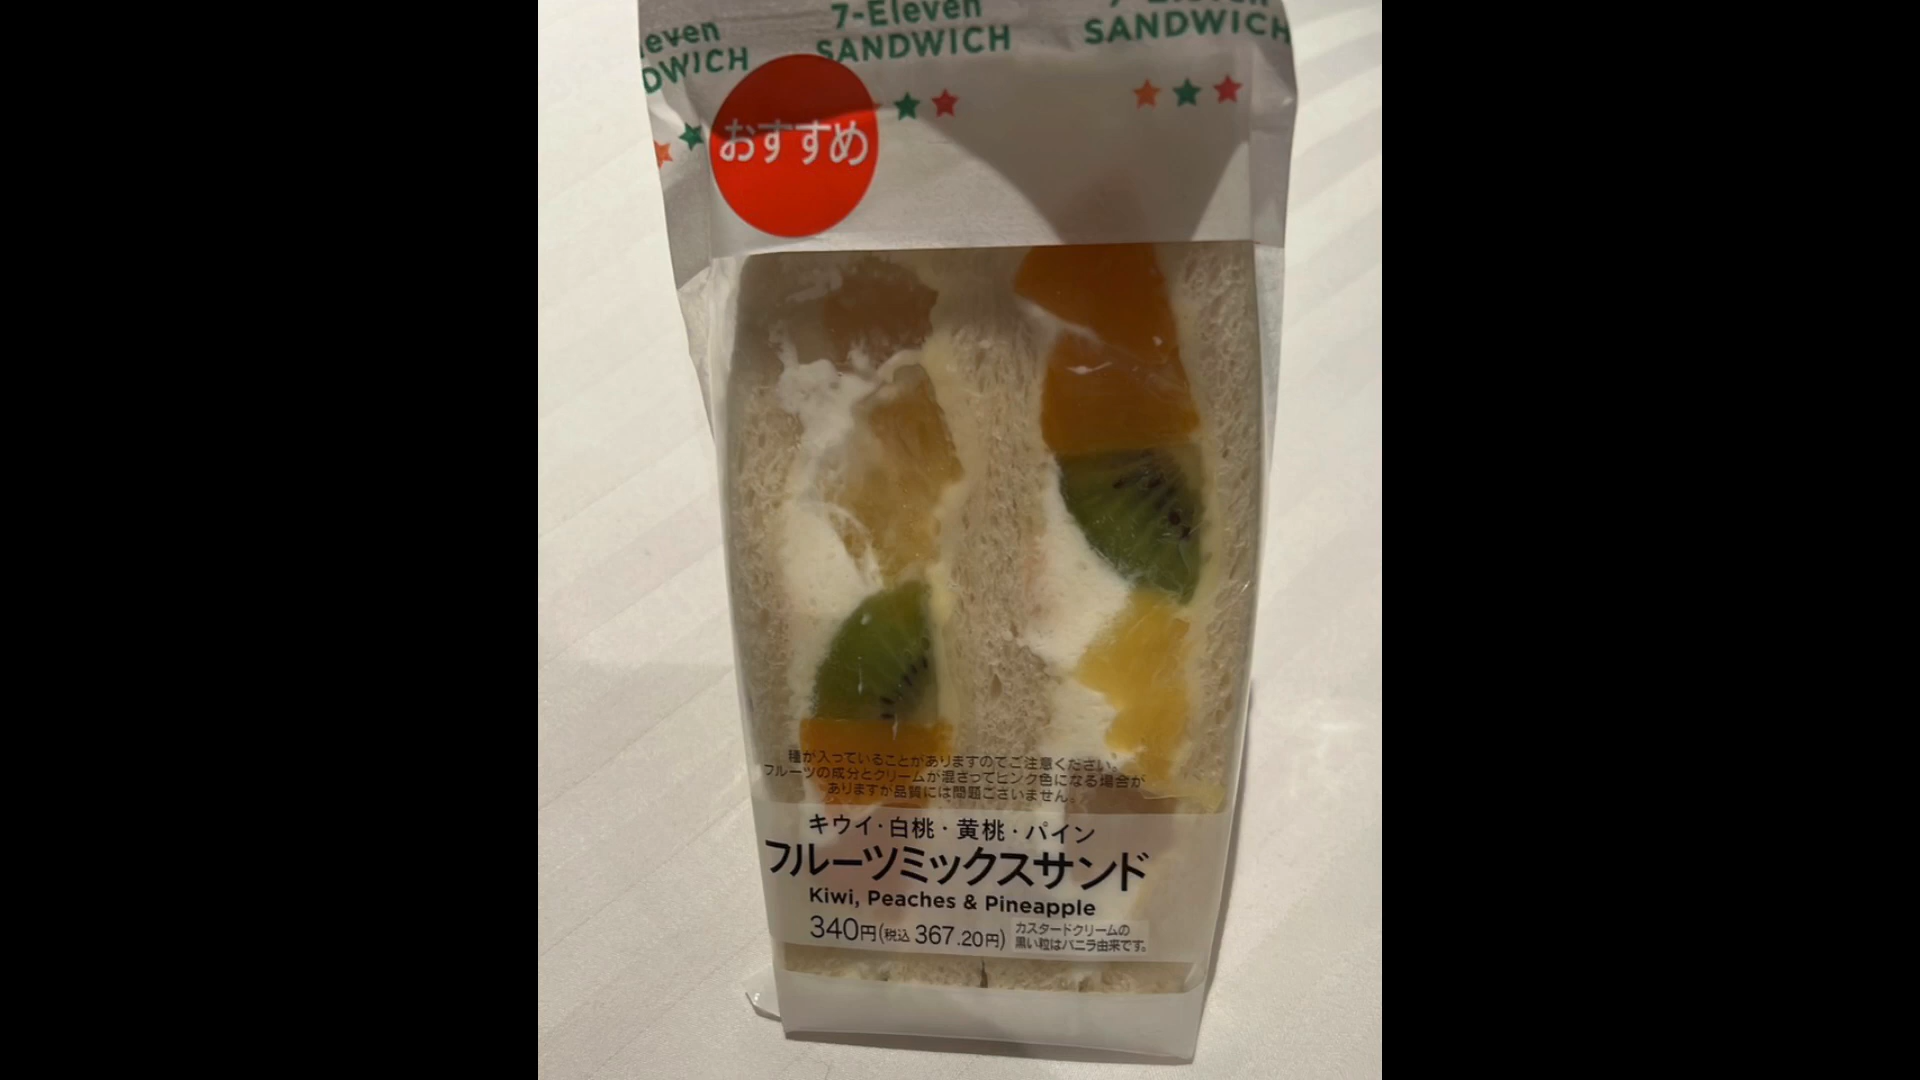 7-Eleven
SANDWICH
even
DWICH
SANDWICH
おすすめ
種が入っていることがありますのでご注意ください。
フルーツの成分とクリームが混ざってピンク色になる場合が
ありますが品質には問題ございません。
キウイ・白桃・黄桃・パイン
フルーツミックスサンド
Kiwi, Peaches & Pineapple
340円(税込 367.20円)
カスタードクリームの
黒い粒はバニラ由来です。